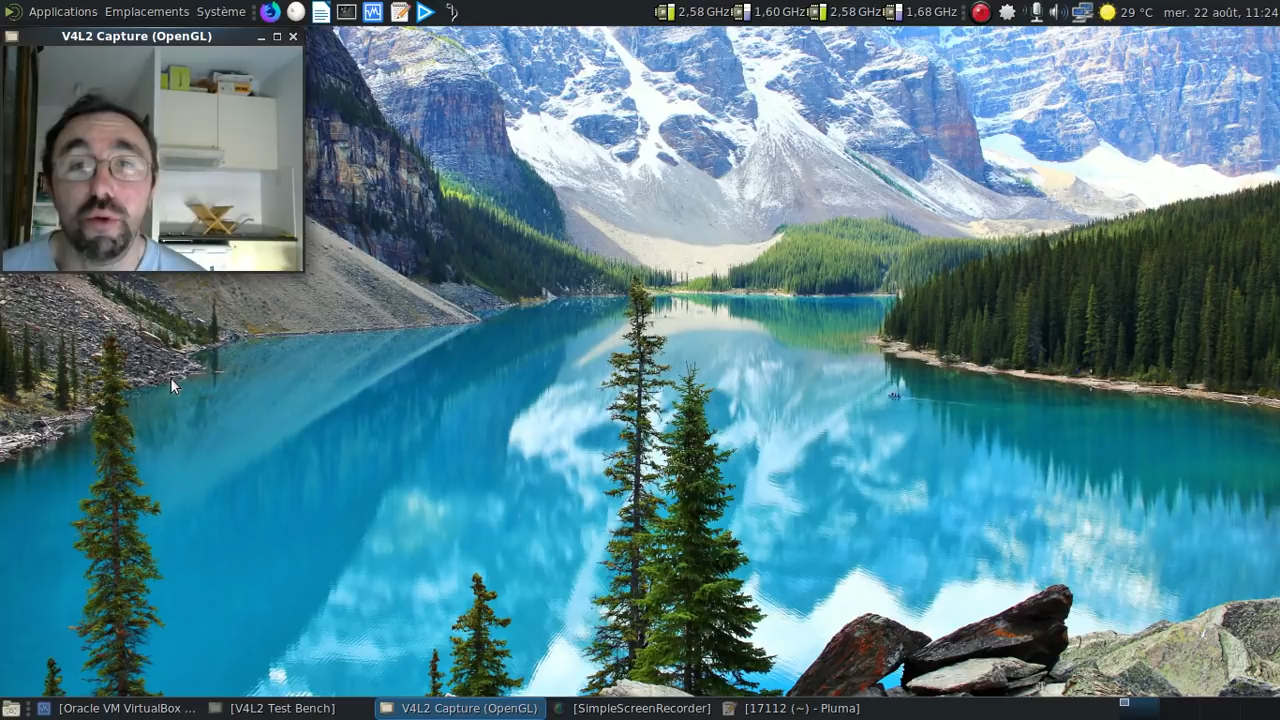 Applications Emplacements Système 2,58 GHz 1,60 GHz 2,58 GHz 1,68 GHz 29 °C mer. 22 août, 11:24
V4L2 Capture (OpenGL)
[Oracle VM VirtualBox ... [V4L2 Test Bench] V4L2 Capture (OpenGL) [SimpleScreenRecorder] [17112 (~) - Pluma]